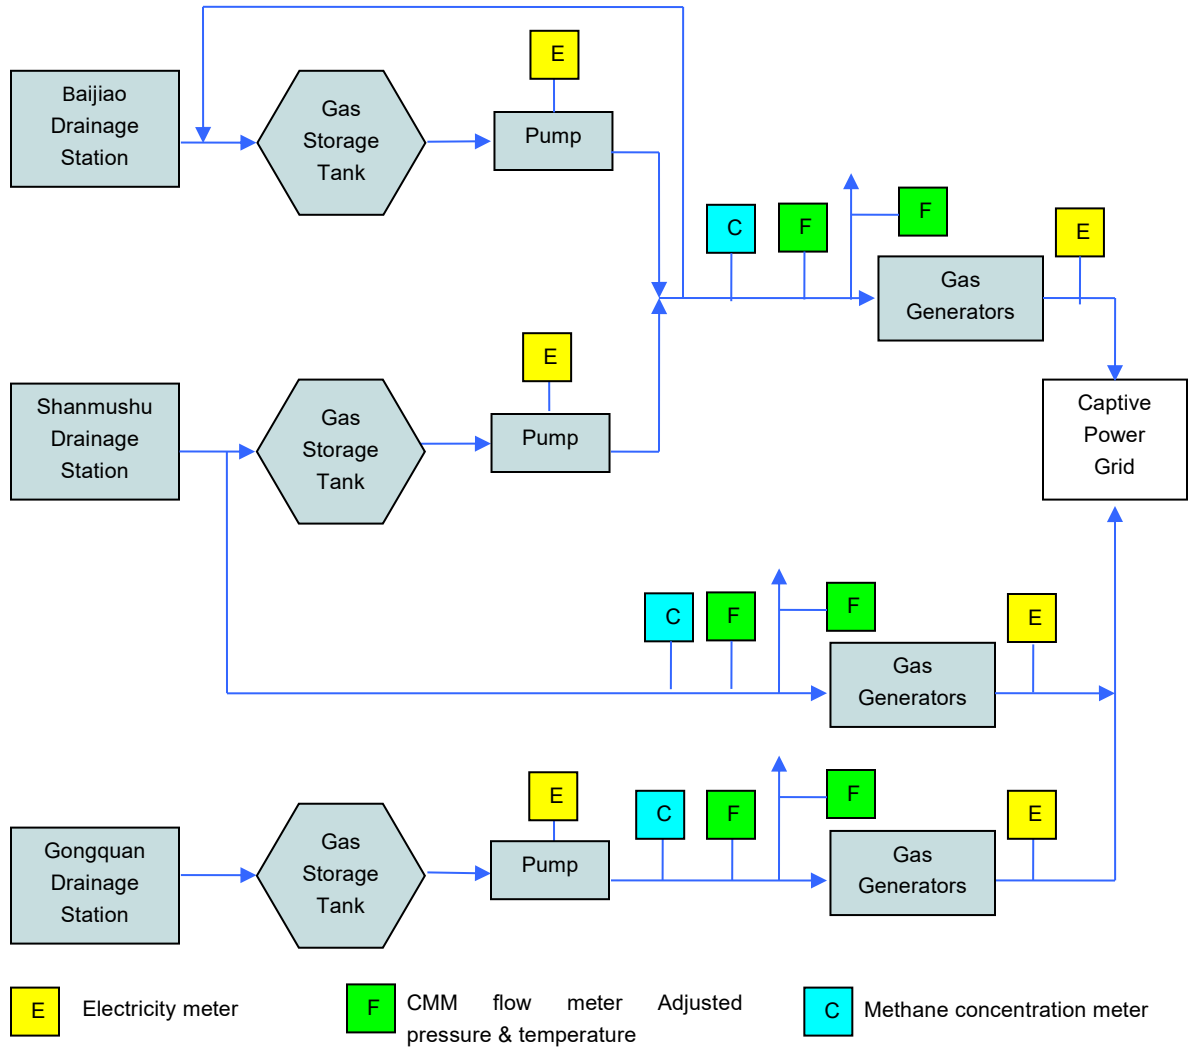 E
Baijiao
Drainage
Station
Gas
Storage
Tank
Pump
C
F
F
E
Gas
Generators
E
Shanmushu
Drainage
Station
Gas
Storage
Tank
Pump
Captive
Power
Grid
C
F
F
E
Gas
Generators
E
C
F
F
E
Gongquan
Drainage
Station
Gas
Storage
Tank
Pump
Gas
Generators
E Electricity meter
F CMM flow meter Adjusted
pressure & temperature
C Methane concentration meter